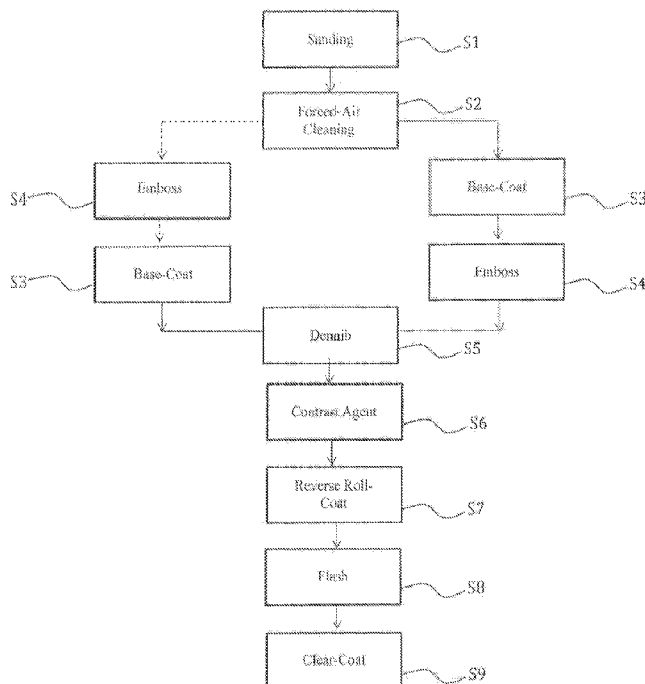 Sanding
S1
Forced-Air
Cleaning
S2
Emboss
S4
Base-Coat
S3
Base-Coat
S3
Emboss
S4
Dennib
S5
Contrast Agent
S6
Reverse Roll-
Coat
S7
Flash
S8
Clear-Coat
S9